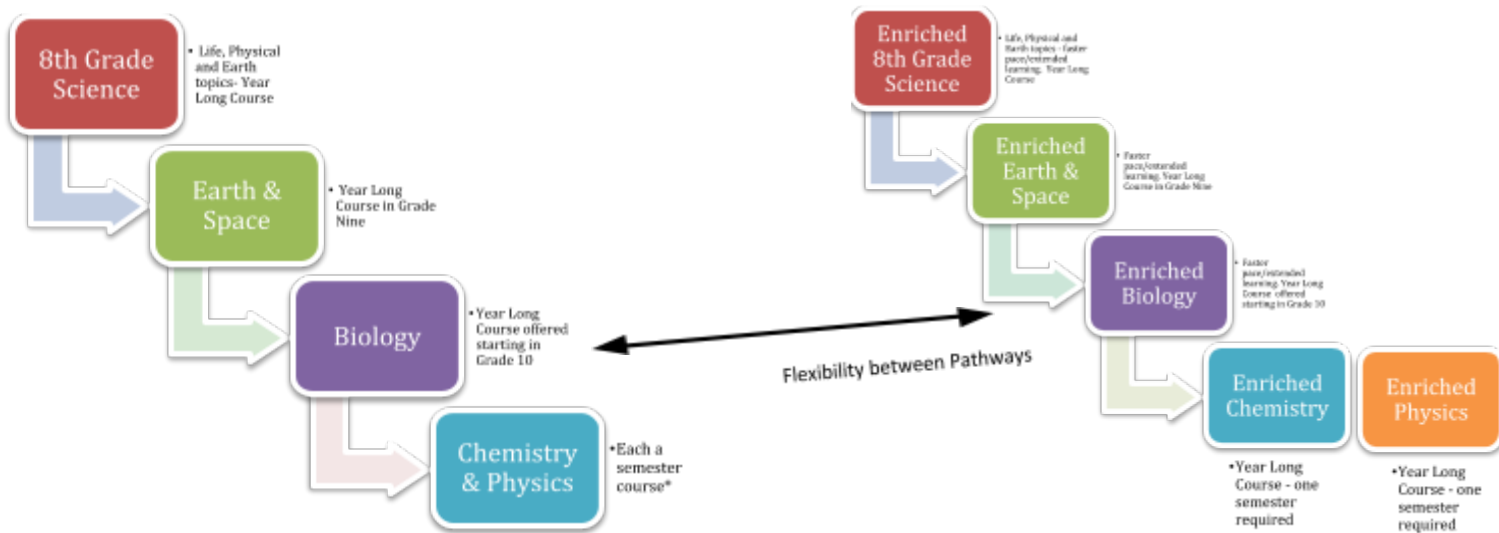 8th Grade
Science
• Life, Physical
and Earth
topics- Year
Long Course
Earth &
Space
• Year Long
Course in Grade
Nine
Biology
•Year Long
Course offered
starting in
Grade 10
Chemistry
& Physics
•Each a
semester
course*
Flexibility between Pathways
Enriched
8th Grade
Science
• Life, Physical and
Earth topics - faster
pace/extended
learning. Year Long
Course
Enriched
Earth &
Space
• Faster
pace/extended
learning. Year Long
Course in Grade Nine
Enriched
Biology
• Faster
pace/extended
learning. Year Long
Course offered
starting in Grade 10
Enriched
Chemistry
•Year Long
Course - one
semester
required
Enriched
Physics
•Year Long
Course - one
semester
required